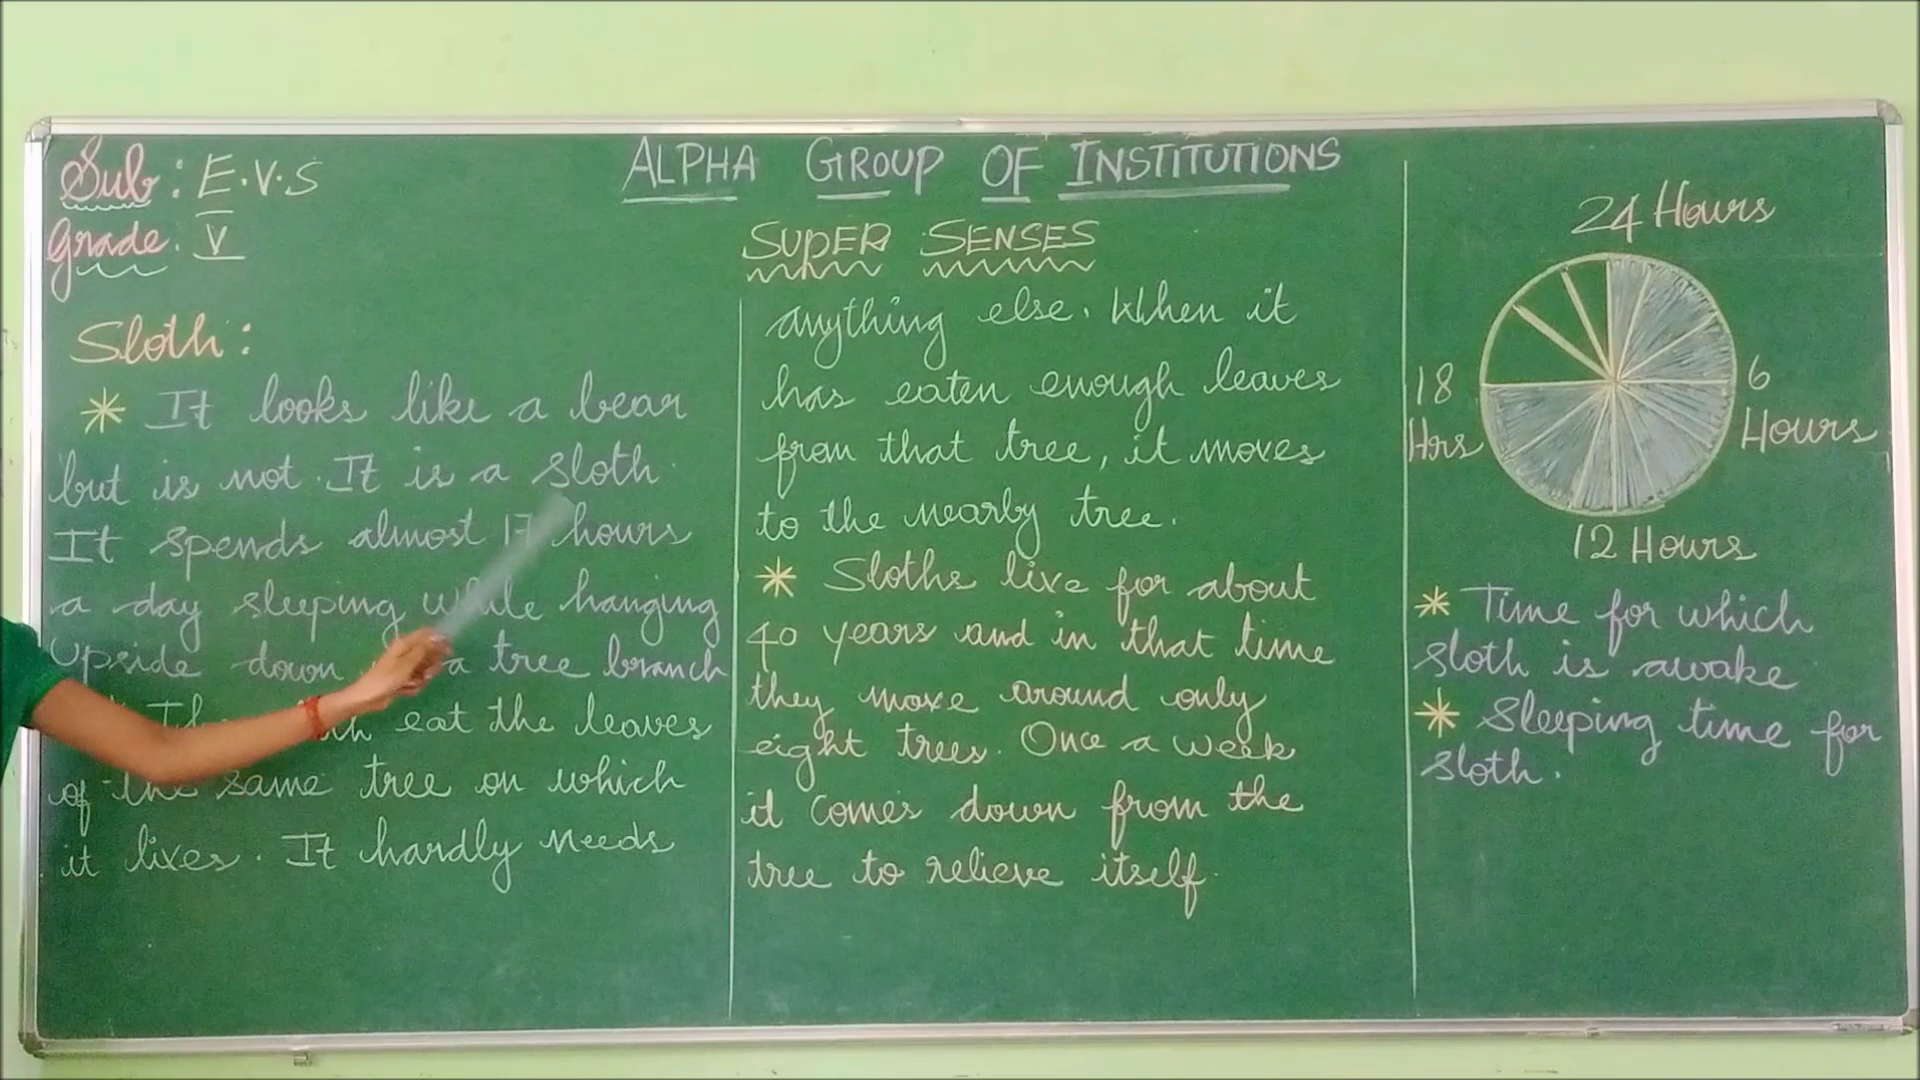 Sub: E.V.S
Grade. V
ALPHA GROUP OF INSTITUTIONS
SUPER SENSES
Sloth:
* It looks like a bear
but is not. It is a sloth.
It spends almost 17 hours
a day sleeping while hanging
Upside down a tree branch
eat the leaves
of the same tree on which
it lives. It hardly needs
anything else. When it
has eaten enough leaves
from that tree, it moves
to the nearby tree.
* Sloths live for about
40 years and in that time
they move around only
eight trees. Once a week
it comes down from the
tree to relieve itself.
24 Hours
18
Hrs
6
Hours
12 Hours
* Time for which
sloth is awake
* Sleeping time for
sloth.